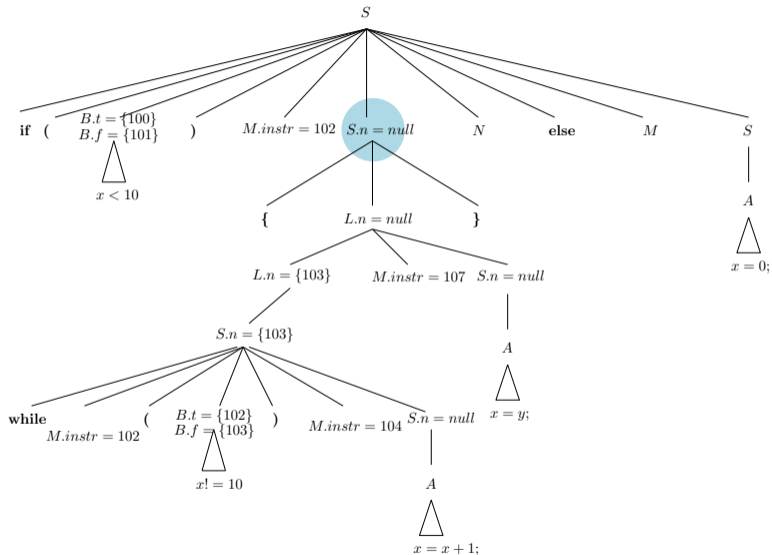 S
B.t = {100}
if ( B.f = {101} ) M.instr = 102 S.n = null N else M S
x < 10
A
{ L.n = null }
x = 0;
L.n = {103} M.instr = 107 S.n = null
S.n = {103}
A
B.t = {102}
while ( ) S.n = null x = y;
M.instr = 102 B.f = {103} M.instr = 104
x! = 10 A
x = x + 1;